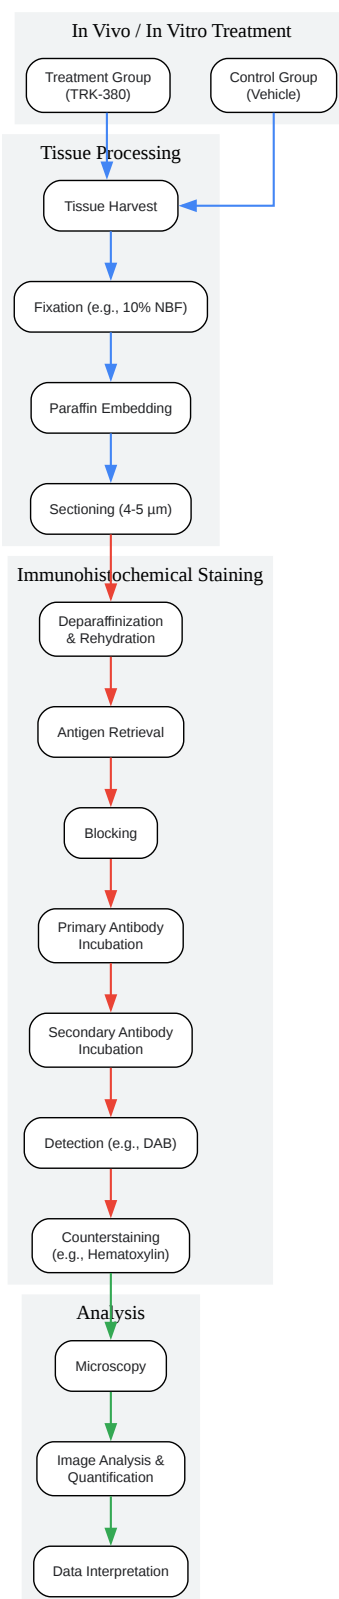 In Vivo / In Vitro Treatment
Treatment Group
(TRK-380)
Control Group
(Vehicle)
Tissue Processing
Tissue Harvest
Fixation (e.g., 10% NBF)
Paraffin Embedding
Sectioning (4-5 µm)
Immunohistochemical Staining
Deparaffinization
& Rehydration
Antigen Retrieval
Blocking
Primary Antibody
Incubation
Secondary Antibody
Incubation
Detection (e.g., DAB)
Counterstaining
(e.g., Hematoxylin)
Analysis
Microscopy
Image Analysis &
Quantification
Data Interpretation